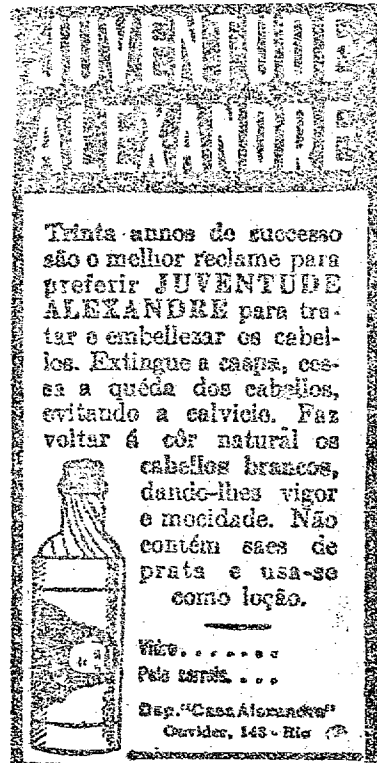 JUVENTUDE
ALEXANDRE
Trinta annos de successo
são o melhor reclame para
preferir JUVENTUDE
ALEXANDRE para tra-
tar e embellezar os cabel-
los. Extingue a caspa, ces-
sa a quéda dos cabellos,
evitando a calvicie. Faz
voltar á côr natural os
cabellos brancos,
dando-lhes vigor
e mocidade. Não
contém saes de
prata e usa-se
como loção.
Vidro.......
Pelo correio....
Dep. "Casa Alexandre"
Ouvidor, 148 - Rio